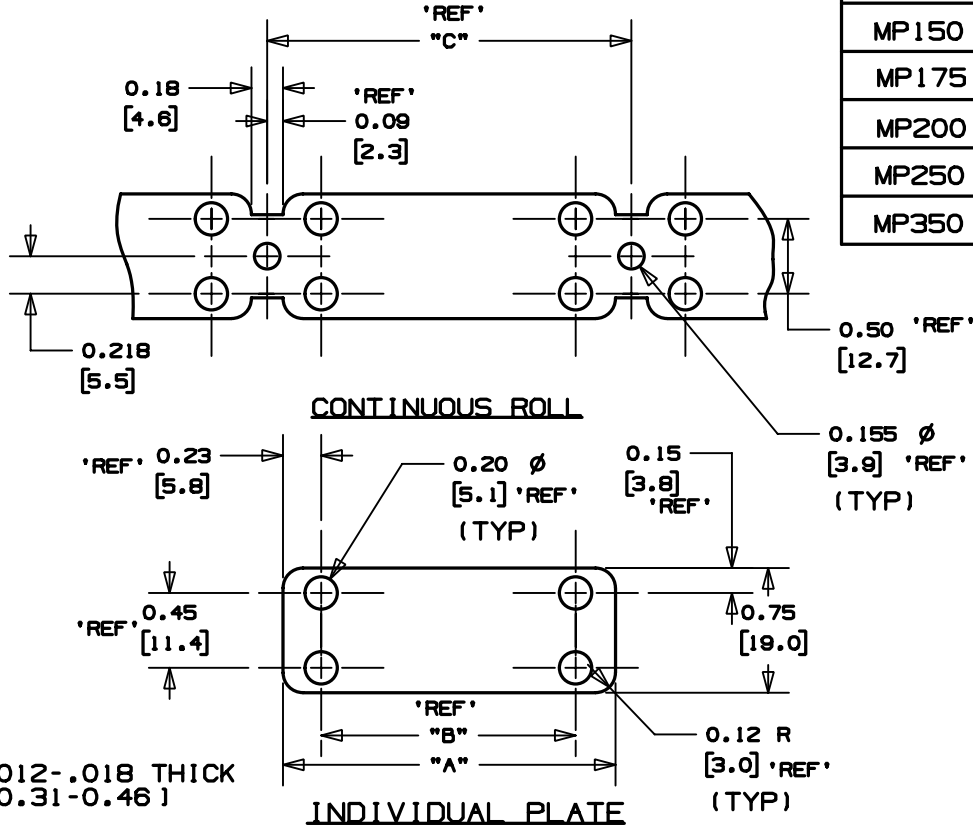 'REF'
"C"
MP150
MP175
MP200
MP250
MP350
0.18
[4.6]
'REF'
0.09
[2.3]
0.218
[5.5]
0.50 'REF'
[12.7]
CONTINUOUS ROLL
0.155 Ø
[3.9] 'REF'
(TYP)
'REF' 0.23
[5.8]
0.20 Ø
[5.1] 'REF'
(TYP)
0.15
[3.8]
'REF'
'REF' 0.45
[11.4]
0.75
[19.0]
'REF'
"B"
"A"
0.12 R
[3.0] 'REF'
(TYP)
012-.018 THICK
0.31-0.46]
INDIVIDUAL PLATE